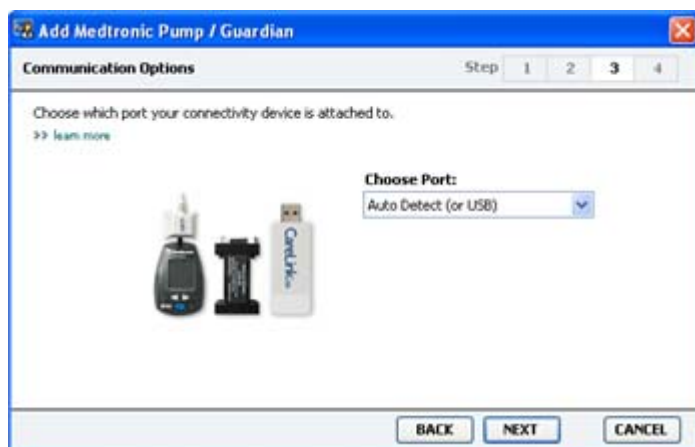 Add Medtronic Pump / Guardian
Communication Options Step 1 2 3 4
Choose which port your connectivity device is attached to.
>> learn more
Choose Port:
Auto Detect (or USB)
CareLink
BACK NEXT CANCEL